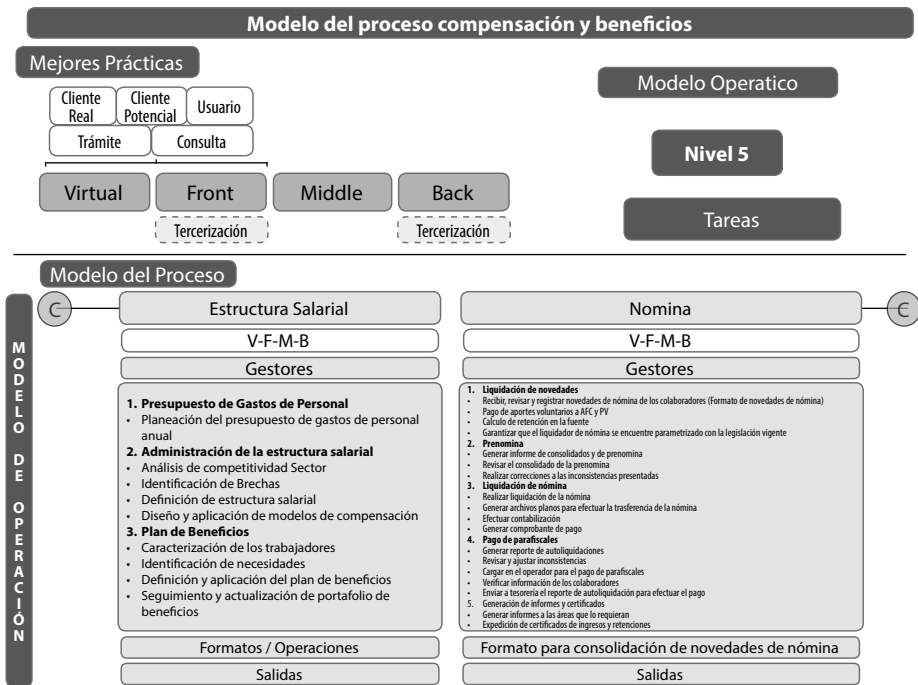 Modelo del proceso compensación y beneficios
Mejores Prácticas
Modelo Operatico
Cliente Real
Cliente Potencial
Usuario
Trámite
Consulta
Nivel 5
Virtual
Front
Middle
Back
Tercerización
Tercerización
Tareas
Modelo del Proceso
MODELO DE OPERACIÓN
C
Estructura Salarial
V-F-M-B
Gestores
1. Presupuesto de Gastos de Personal
• Planeación del presupuesto de gastos de personal
anual
2. Administración de la estructura salarial
• Análisis de competitividad Sector
• Identificación de Brechas
• Definición de estructura salarial
• Diseño y aplicación de modelos de compensación
3. Plan de Beneficios
• Caracterización de los trabajadores
• Identificación de necesidades
• Definición y aplicación del plan de beneficios
• Seguimiento y actualización de portafolio de
beneficios
Formatos / Operaciones
Salidas
Nomina
C
V-F-M-B
Gestores
1. Liquidación de novedades
• Recibir, revisar y registrar novedades de nómina de los colaboradores (Formato de novedades de nómina)
• Pago de aportes voluntarios a AFC y PV
• Calculo de retención en la fuente
• Garantizar que el liquidador de nómina se encuentre parametrizado con la legislación vigente
2. Prenomina
• Generar informe de consolidados y de prenomina
• Revisar el consolidado de la prenomina
• Realizar correcciones a las inconsistencias presentadas
3. Liquidación de nómina
• Realizar liquidación de la nómina
• Generar archivos planos para efectuar la trasferencia de la nómina
• Efectuar contabilización
• Generar comprobante de pago
4. Pago de parafiscales
• Generar reporte de autoliquidaciones
• Revisar y ajustar inconsistencias
• Cargar en el operador para el pago de parafiscales
• Verificar información de los colaboradores
• Enviar a tesorería el reporte de autoliquidación para efectuar el pago
5. Generación de informes y certificados
• Generar informes a las áreas que lo requieran
• Expedición de certificados de ingresos y retenciones
Formato para consolidación de novedades de nómina
Salidas